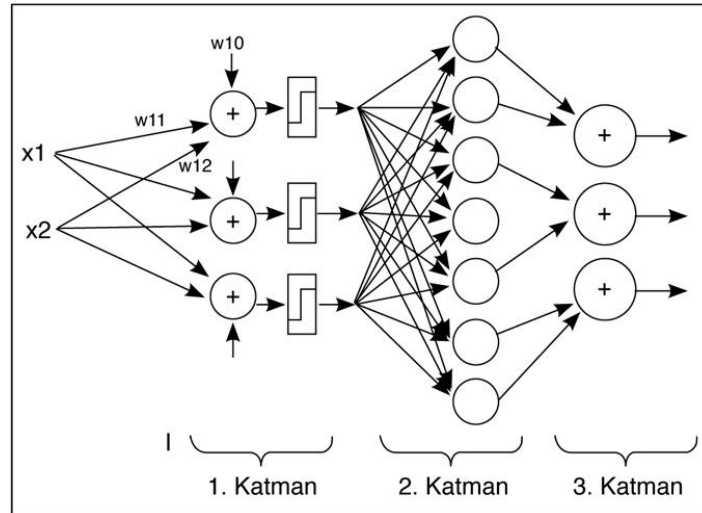 w10
w11
x1
w12
x2
+
+
+
+
+
+
I
1. Katman
2. Katman
3. Katman